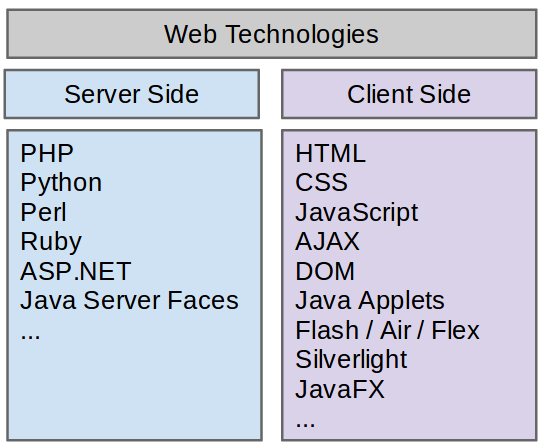 Web Technologies
Server Side
PHP
Python
Perl
Ruby
ASP.NET
Java Server Faces
...
Client Side
HTML
CSS
JavaScript
AJAX
DOM
Java Applets
Flash / Air / Flex
Silverlight
JavaFX
...